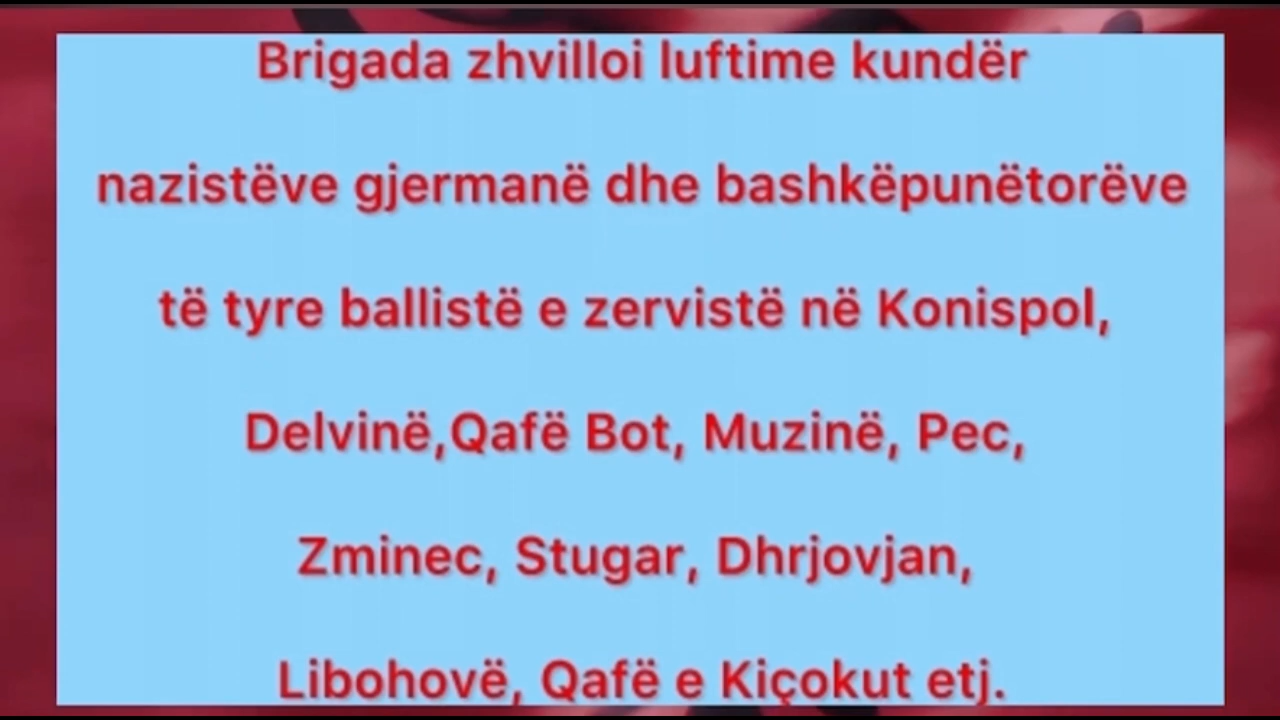 Brigada zhvilloi luftime kundër
nazistëve gjermanë dhe bashkëpunëtorëve
të tyre ballistë e zervistë në Konispol,
Delvinë,Qafë Bot, Muzinë, Pec,
Zminec, Stugar, Dhrjovjan,
Libohovë, Qafë e Kiçokut etj.